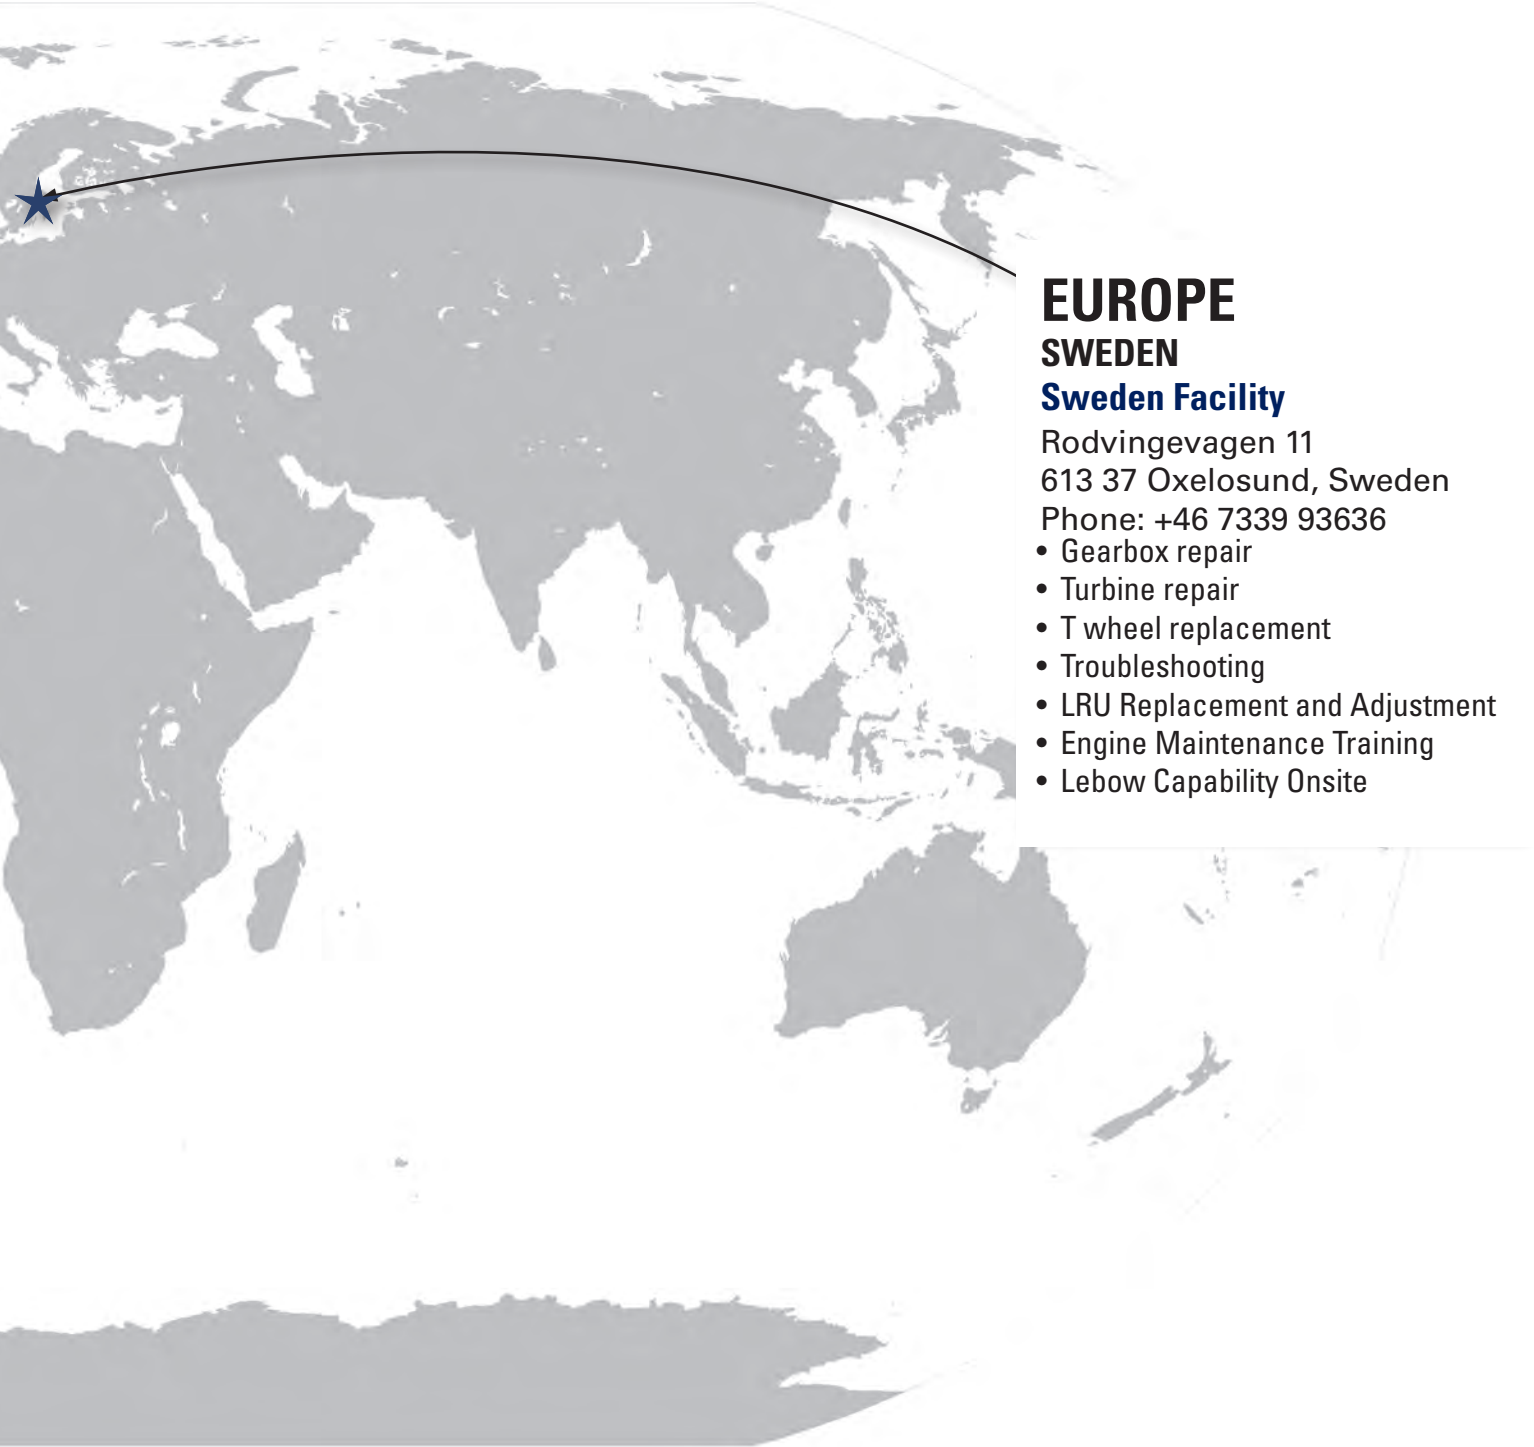 EUROPE
SWEDEN
Sweden Facility
Rodvingevagen 11
613 37 Oxelosund, Sweden
Phone: +46 7339 93636
• Gearbox repair
• Turbine repair
• T wheel replacement
• Troubleshooting
• LRU Replacement and Adjustment
• Engine Maintenance Training
• Lebow Capability Onsite